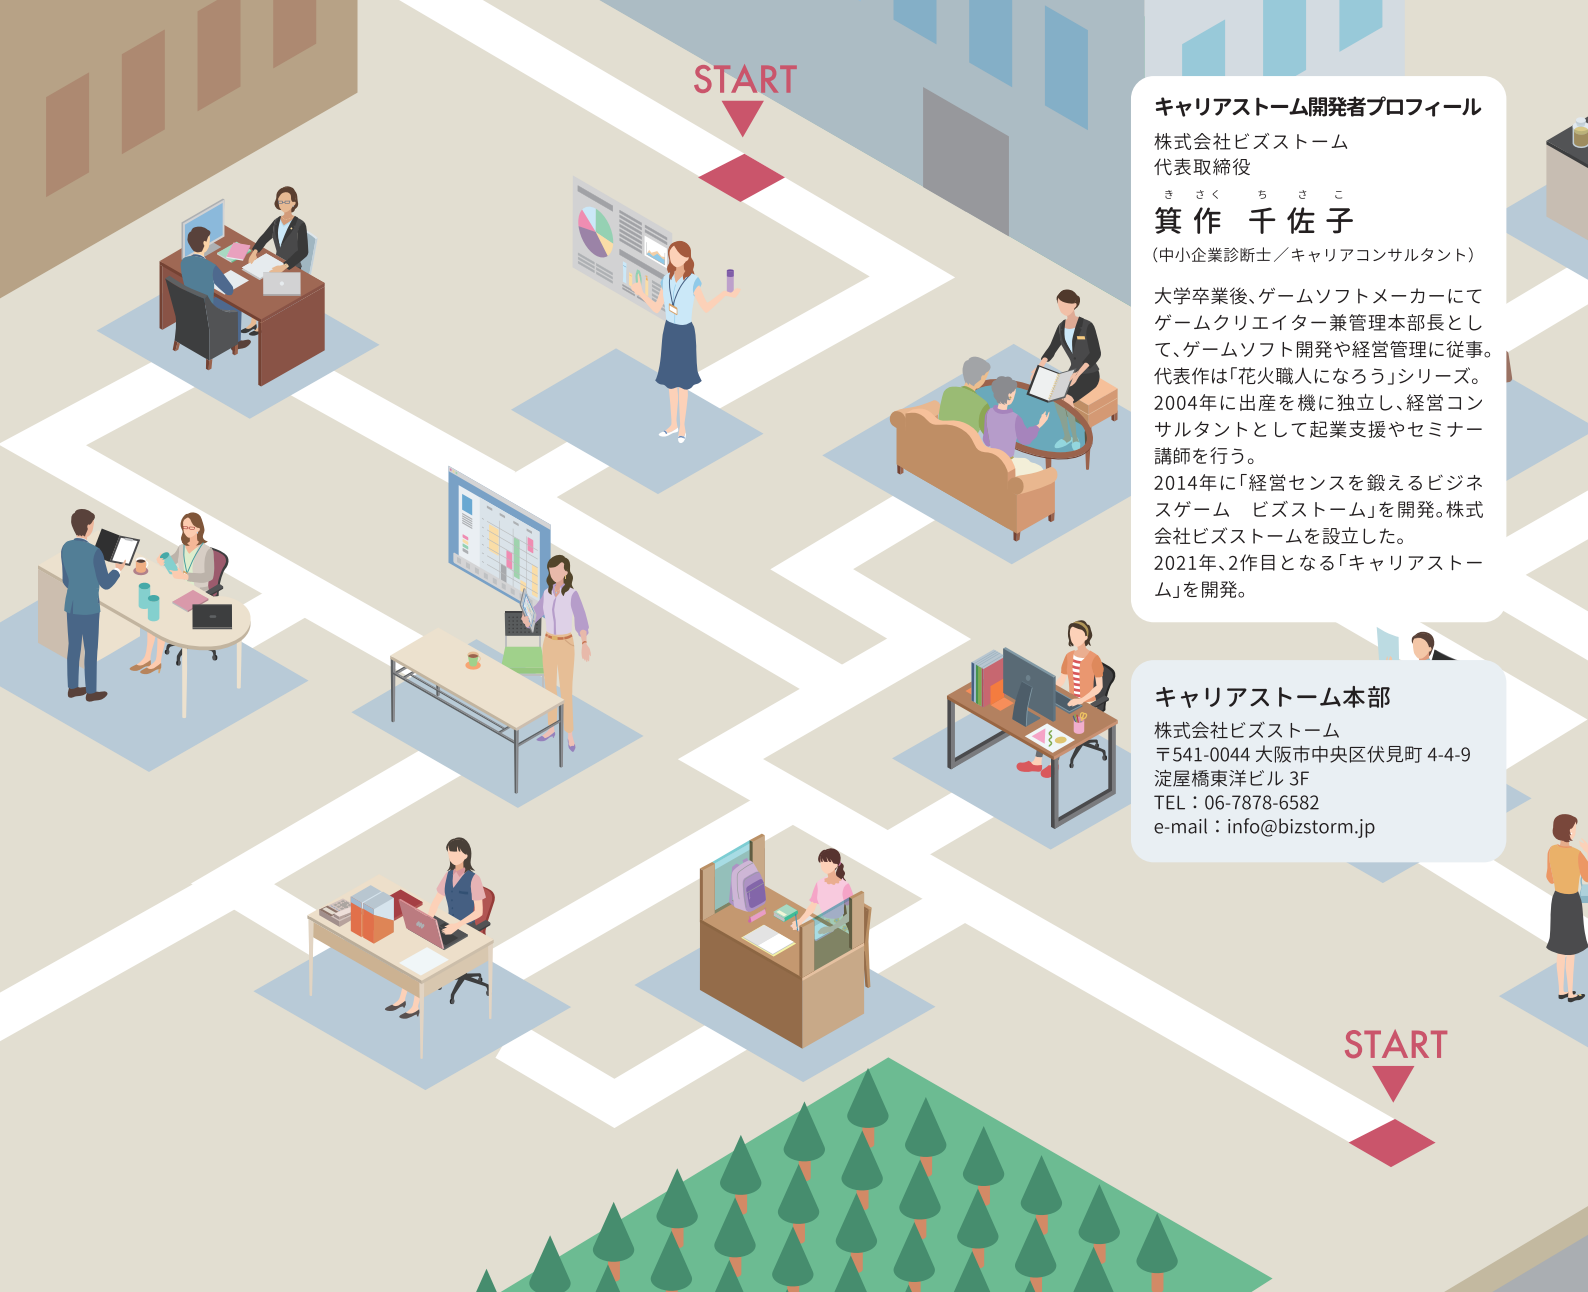 START
キャリアストーム開発者プロフィール
株式会社ビズストーム
代表取締役
き さく ち さ こ
箕作 千佐子
（中小企業診断士／キャリアコンサルタント）
大学卒業後、ゲームソフトメーカーにて
ゲームクリエイター兼管理本部長とし
て、ゲームソフト開発や経営管理に従事。
代表作は「花火職人になろう」シリーズ。
2004年に出産を機に独立し、経営コン
サルタントとして起業支援やセミナー
講師を行う。
2014年に「経営センスを鍛えるビジネ
スゲーム　ビズストーム」を開発。株式
会社ビズストームを設立した。
2021年、2作目となる「キャリアストー
ム」を開発。
キャリアストーム本部
株式会社ビズストーム
〒541-0044 大阪市中央区伏見町 4-4-9
淀屋橋東洋ビル 3F
TEL：06-7878-6582
e-mail：info@bizstorm.jp
START